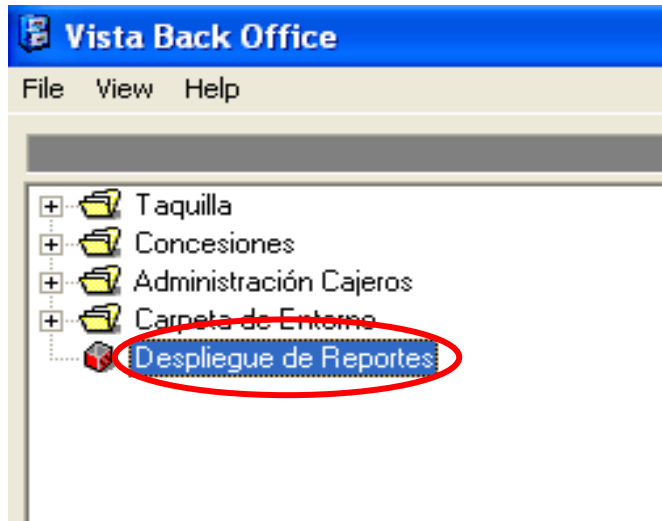 Vista Back Office
File View Help
Taquilla
Concesiones
Administración Cajeros
Carpeta de Entorno
Despliegue de Reportes